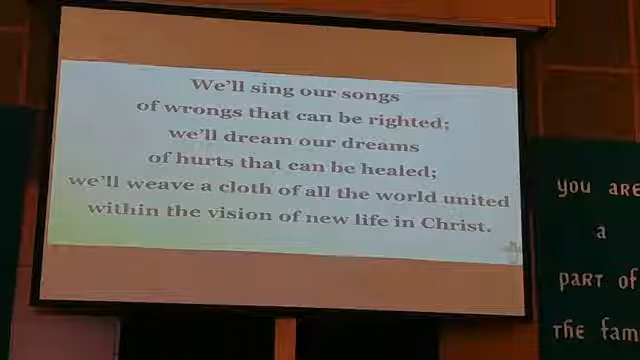 We'll sing our songs
of wrongs that can be righted;
we'll dream our dreams
of hurts that can be healed;
we'll weave a cloth of all the world united
within the vision of new life in Christ.
you are
a
part of
the fam